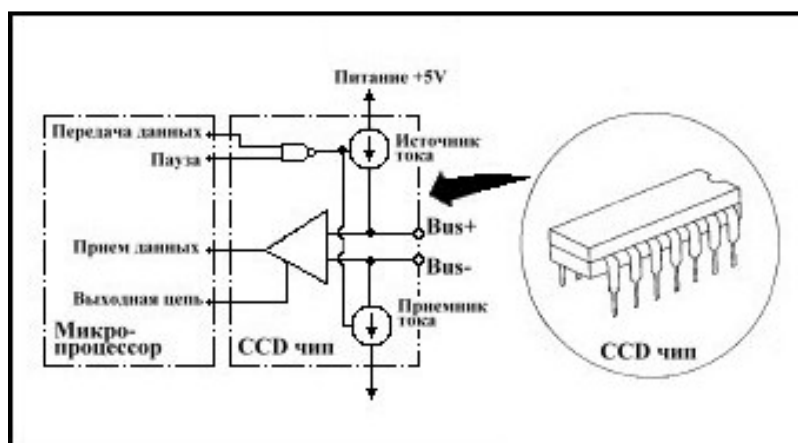 Питание +5V
Передача данных
Пауза
Источник
тока
Bus+
Прием данных
Bus-
Выходная цепь
Приемник
тока
Микро-
процессор
CCD чип
CCD чип